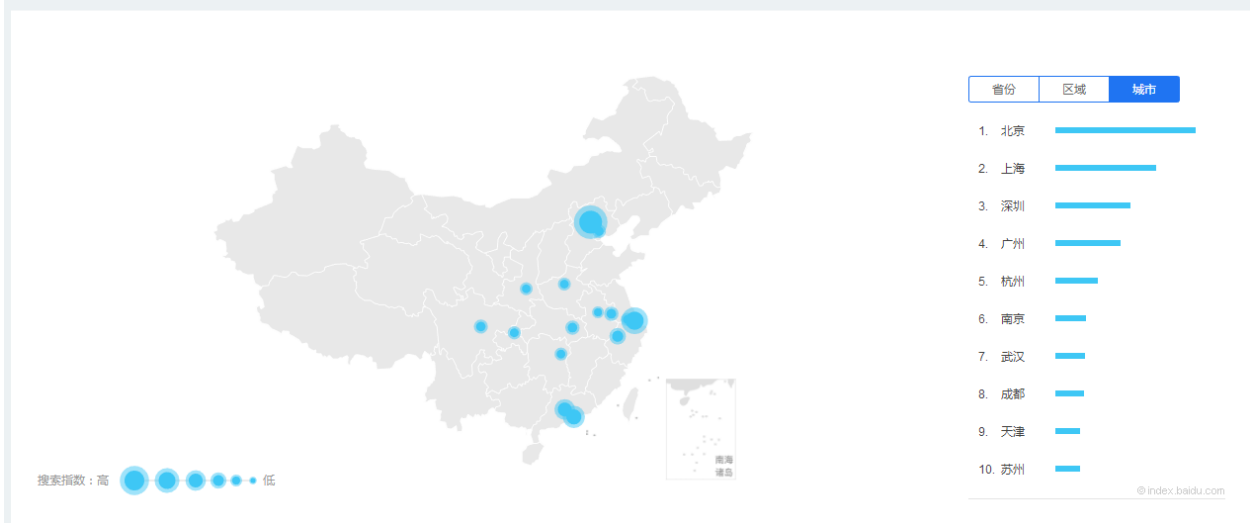 省份 区域 城市
1. 北京
2. 上海
3. 深圳
4. 广州
5. 杭州
6. 南京
7. 武汉
8. 成都
9. 天津
10. 苏州
南海
诸岛
搜索指数：高 低
©index.baidu.com